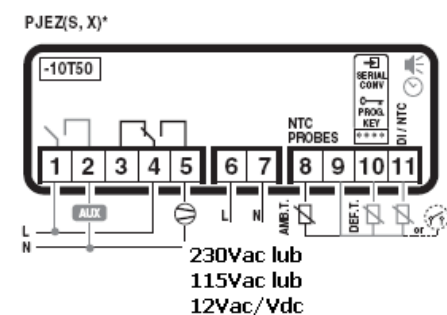 PJEZ(S, X)*
-10T50
SERIAL
CONV
PROG.
KEY
NTC
PROBES
DI / NTC
1 2 3 4 5 6 7 8 9 10 11
AUX
L
N
L N
AMB.T.
DEF.T.
or
230Vac lub
115Vac lub
12Vac/Vdc